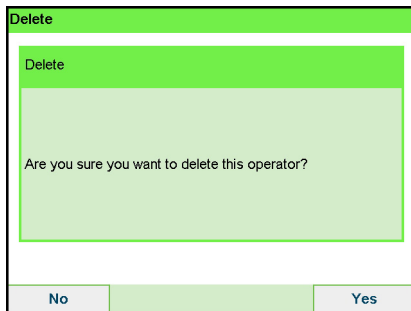 Delete
Delete
Are you sure you want to delete this operator?
No
Yes